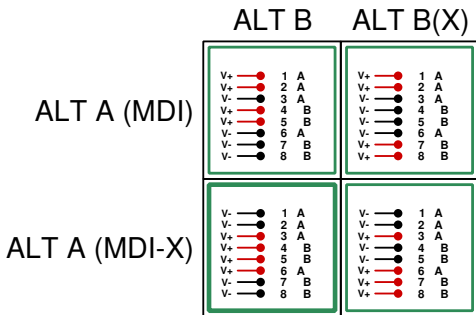 ALT B ALT B(X)
ALT A (MDI)
V+ 1 A
V+ 2 A
V- 3 A
V+ 4 B
V+ 5 B
V- 6 A
V- 7 B
V- 8 B
V+ 1 A
V+ 2 A
V- 3 A
V- 4 B
V- 5 B
V- 6 A
V+ 7 B
V+ 8 B
ALT A (MDI-X)
V- 1 A
V- 2 A
V+ 3 A
V+ 4 B
V+ 5 B
V+ 6 A
V- 7 B
V- 8 B
V- 1 A
V- 2 A
V+ 3 A
V- 4 B
V- 5 B
V+ 6 A
V+ 7 B
V+ 8 B